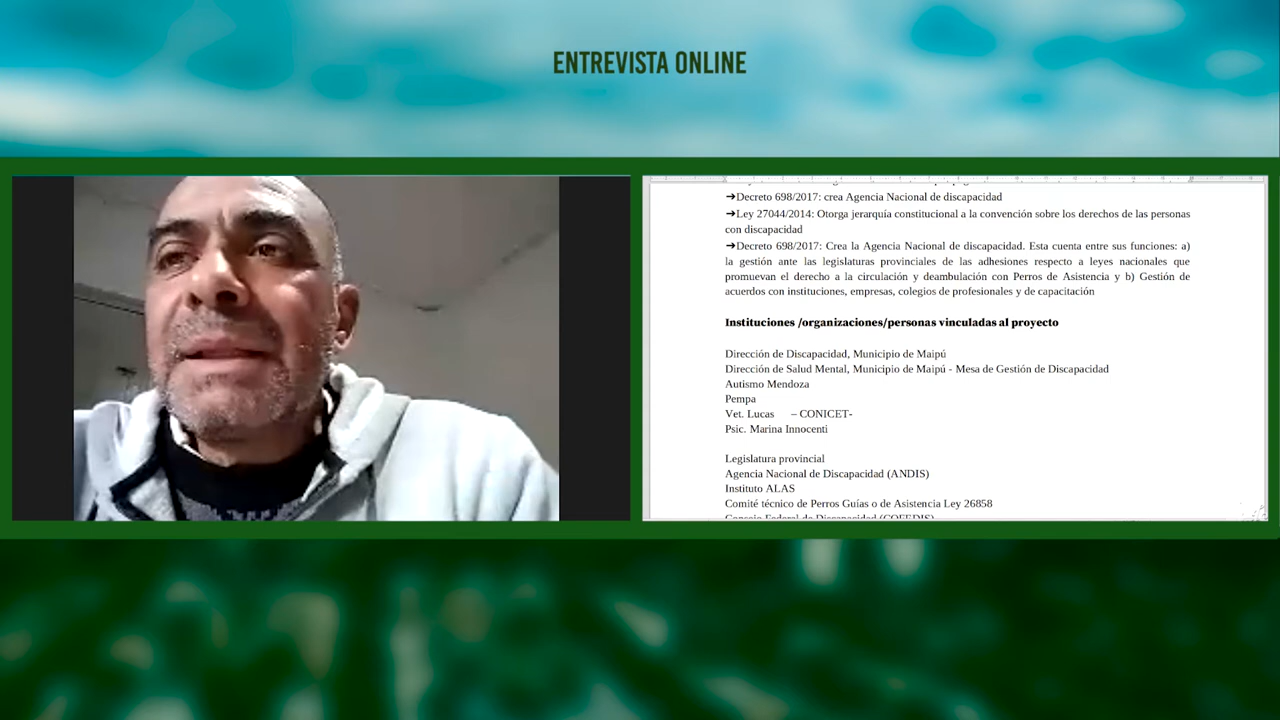 ENTREVISTA ONLINE
➔Decreto 698/2017: crea Agencia Nacional de discapacidad
➔Ley 27044/2014: Otorga jerarquía constitucional a la convención sobre los derechos de las personas
con discapacidad
➔Decreto 698/2017: Crea la Agencia Nacional de discapacidad. Esta cuenta entre sus funciones: a)
la gestión ante las legislaturas provinciales de las adhesiones respecto a leyes nacionales que
promuevan el derecho a la circulación y deambulación con Perros de Asistencia y b) Gestión de
acuerdos con instituciones, empresas, colegios de profesionales y de capacitación
Instituciones /organizaciones/personas vinculadas al proyecto
Dirección de Discapacidad, Municipio de Maipú
Dirección de Salud Mental, Municipio de Maipú - Mesa de Gestión de Discapacidad
Autismo Mendoza
Pempa
Vet. Lucas – CONICET-
Psic. Marina Innocenti
Legislatura provincial
Agencia Nacional de Discapacidad (ANDIS)
Instituto ALAS
Comité técnico de Perros Guías o de Asistencia Ley 26858
Consejo Federal de Discapacidad (COFEDIS)